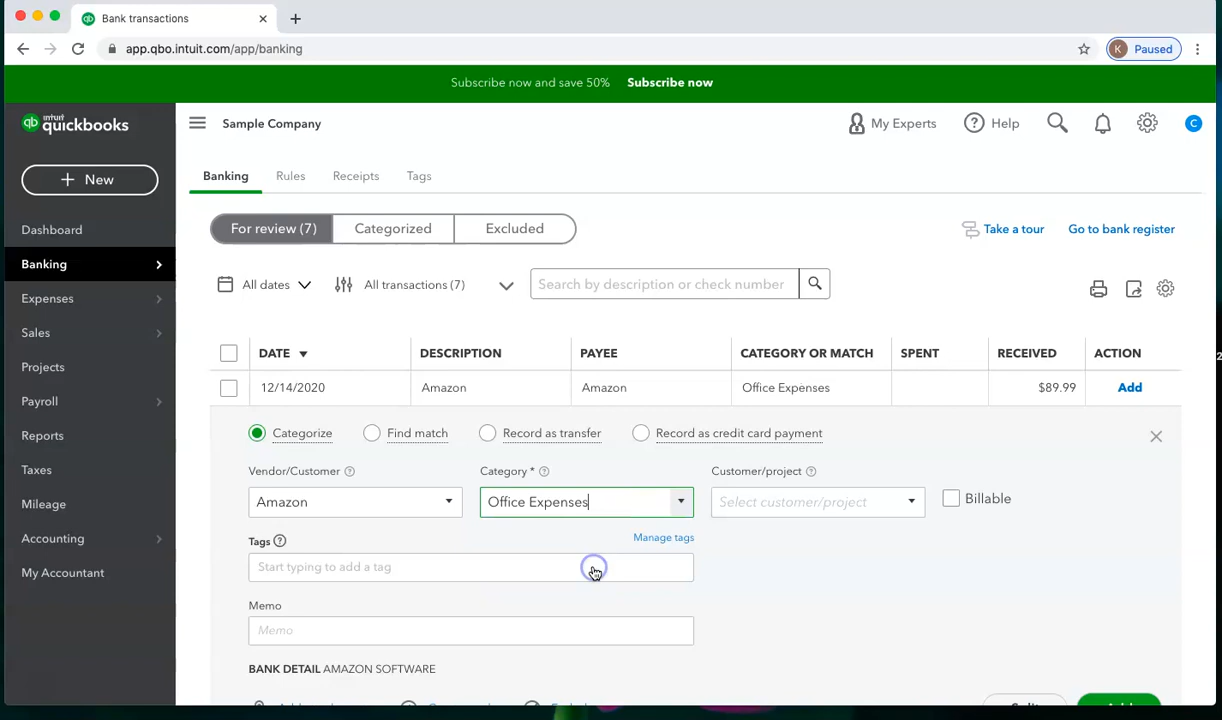 Bank transactions
app.qbo.intuit.com/app/banking
K Paused
Subscribe now and save 50% Subscribe now
qb intuit quickbooks
Sample Company
My Experts
Help
C
New
Banking Rules Receipts Tags
Dashboard
For review (7) Categorized Excluded
Take a tour Go to bank register
Banking
Expenses
All dates All transactions (7) Search by description or check number
Sales
Projects
DATE DESCRIPTION PAYEE CATEGORY OR MATCH SPENT RECEIVED ACTION
12/14/2020 Amazon Amazon Office Expenses $89.99 Add
Payroll
Reports
Categorize Find match Record as transfer Record as credit card payment
Taxes
Vendor/Customer Category * Customer/project
Mileage
Amazon Office Expenses Select customer/project Billable
Accounting
Tags Manage tags
My Accountant
Start typing to add a tag
Memo
Memo
BANK DETAIL AMAZON SOFTWARE